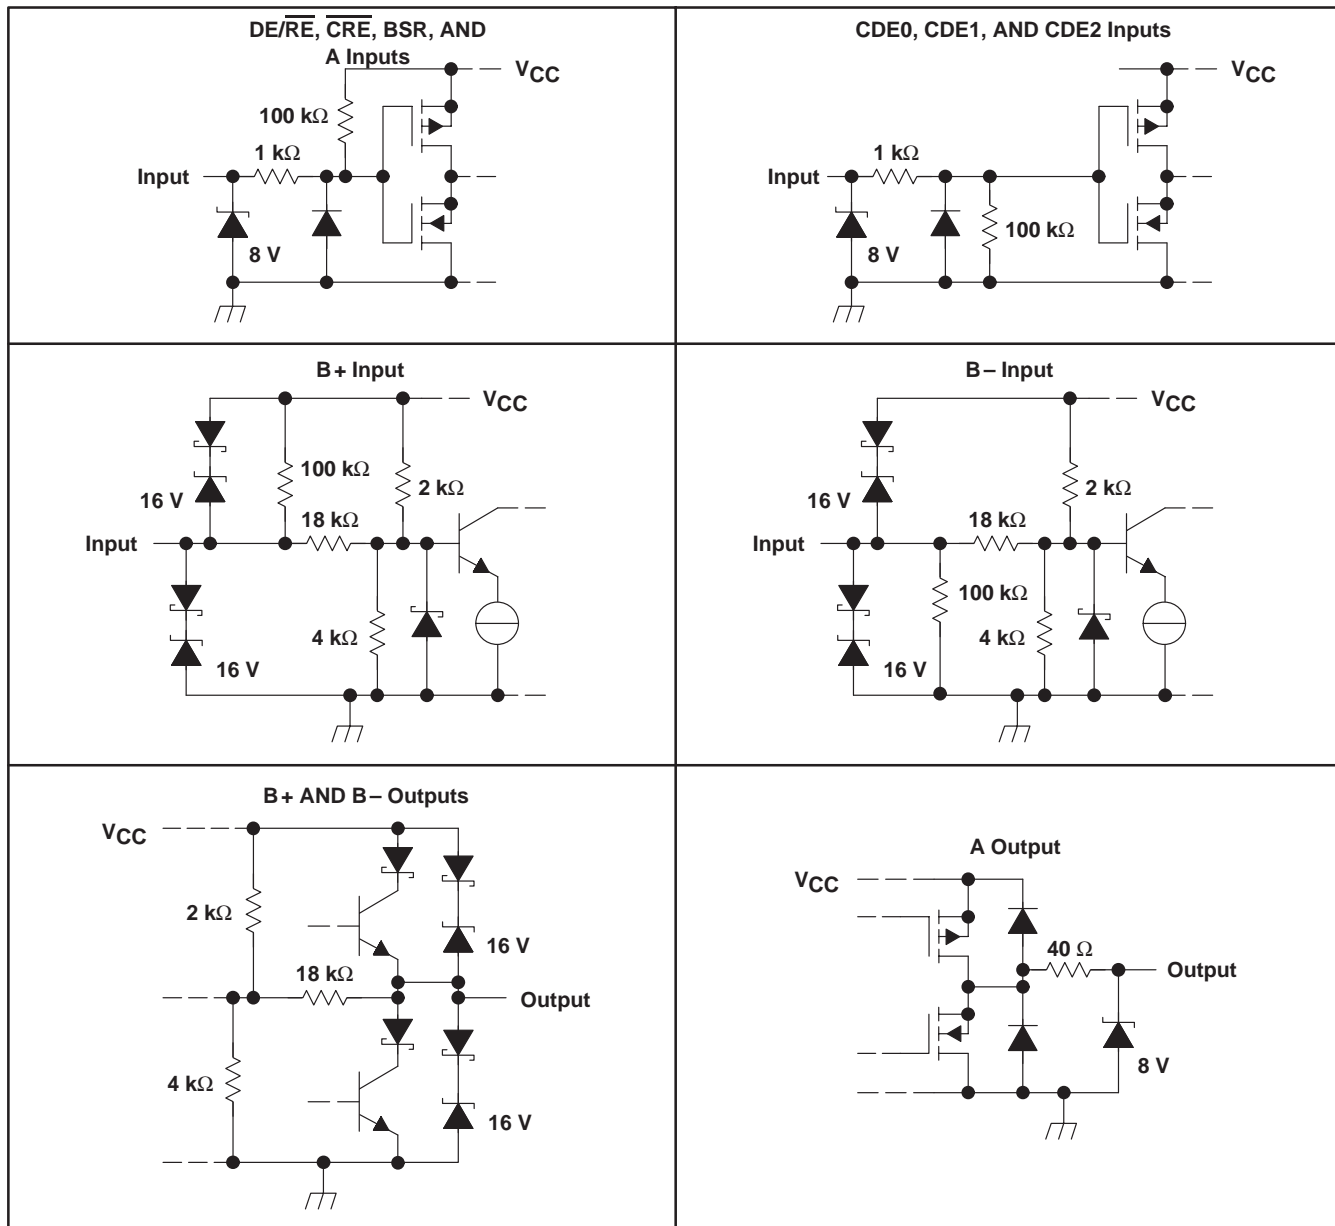 DE/RE, CRE, BSR, AND
A Inputs
VCC
100 kΩ
1 kΩ
Input
8 V
CDE0, CDE1, AND CDE2 Inputs
VCC
1 kΩ
Input
100 kΩ
8 V
B+ Input
VCC
100 kΩ
2 kΩ
16 V
18 kΩ
Input
4 kΩ
16 V
B– Input
VCC
2 kΩ
16 V
18 kΩ
Input
100 kΩ
4 kΩ
16 V
B+ AND B– Outputs
VCC
2 kΩ
16 V
18 kΩ
Output
4 kΩ
16 V
A Output
VCC
40 Ω
Output
8 V